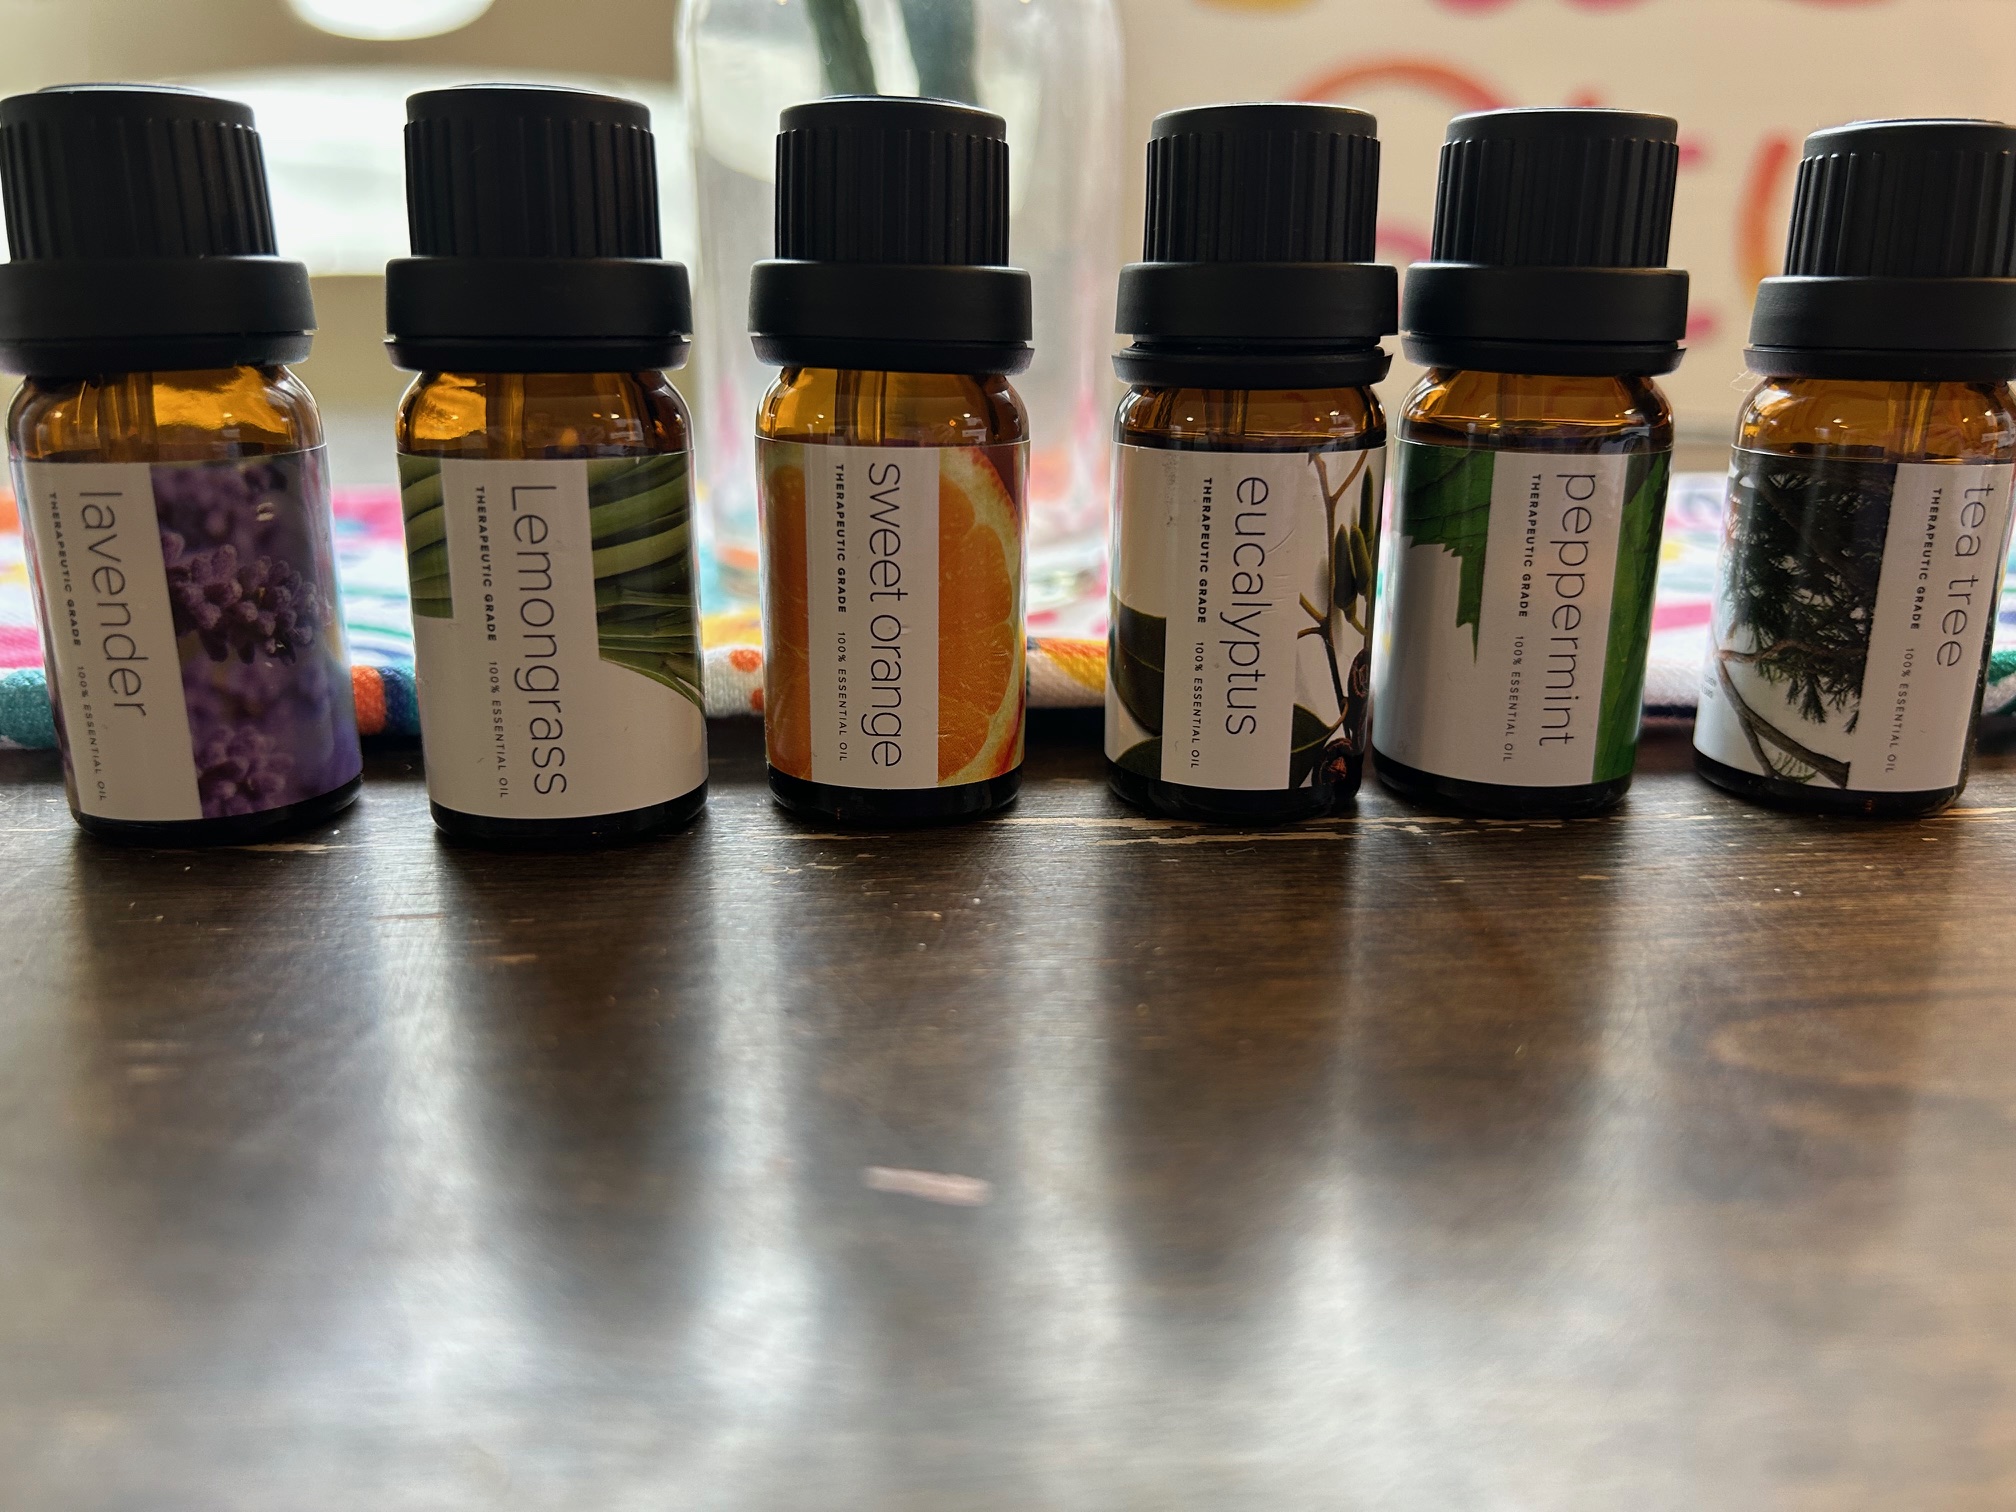 lavender
THERAPEUTIC GRADE 100% ESSENTIAL OIL
Lemongrass
THERAPEUTIC GRADE 100% ESSENTIAL OIL
sweet orange
THERAPEUTIC GRADE 100% ESSENTIAL OIL
eucalyptus
THERAPEUTIC GRADE 100% ESSENTIAL OIL
peppermint
THERAPEUTIC GRADE 100% ESSENTIAL OIL
tea tree
THERAPEUTIC GRADE 100% ESSENTIAL OIL